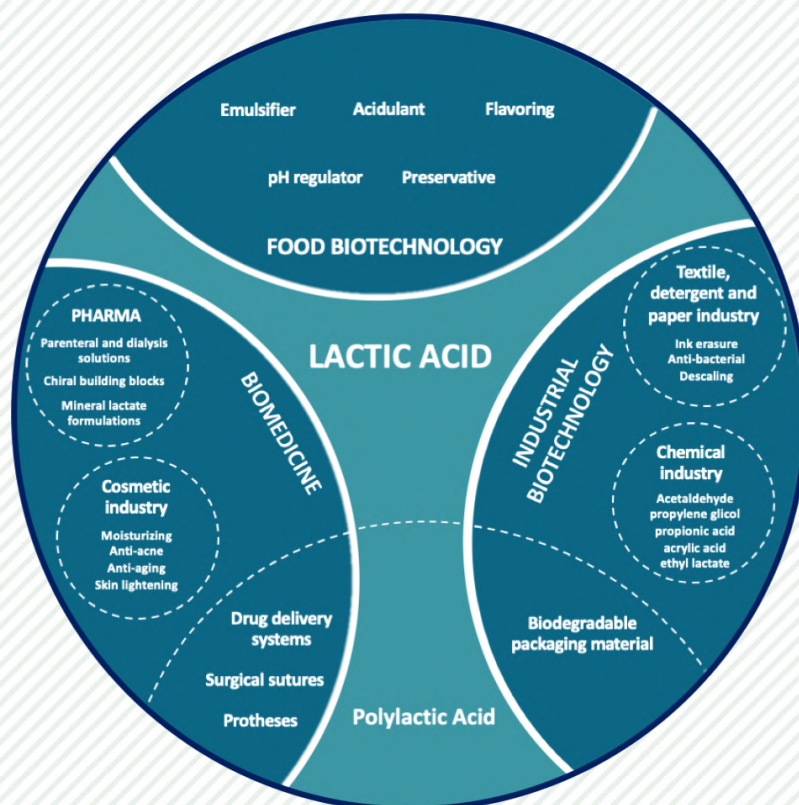 Emulsifier Acidulant Flavoring
pH regulator Preservative
FOOD BIOTECHNOLOGY
LACTIC ACID
PHARMA
Parenteral and dialysis
solutions
Chiral building blocks
Mineral lactate
formulations
BIOMEDICINE
Cosmetic
industry
Moisturizing
Anti-acne
Anti-aging
Skin lightening
Drug delivery
systems
Surgical sutures
Protheses
Polylactic Acid
INDUSTRIAL
BIOTECHNOLOGY
Textile,
detergent and
paper industry
Ink erasure
Anti-bacterial
Descaling
Chemical
industry
Acetaldehyde
propylene glicol
propionic acid
acrylic acid
ethyl lactate
Biodegradable
packaging material